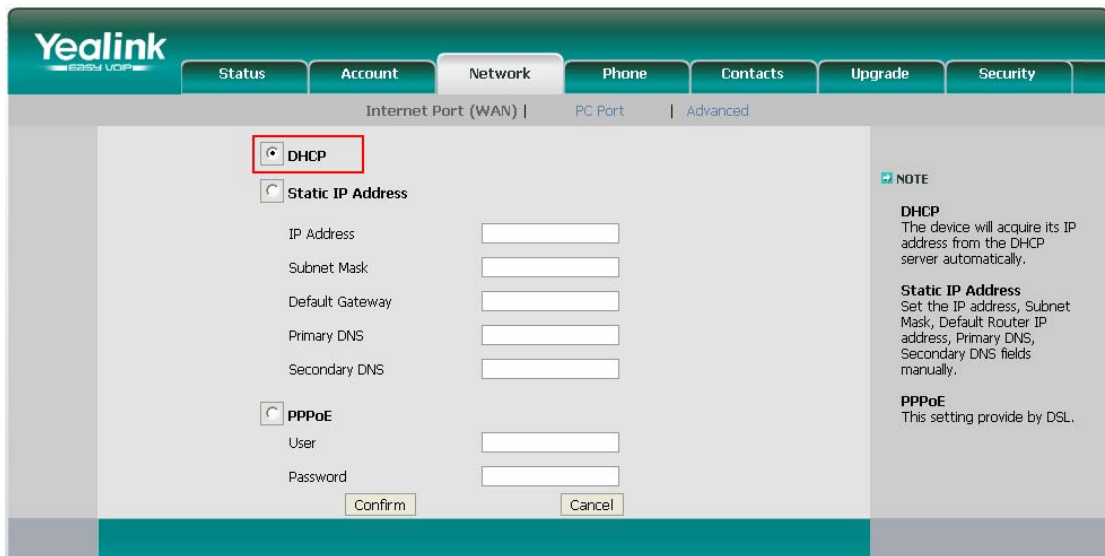 Yealink
EASY VOIP
Status Account Network Phone Contacts Upgrade Security
Internet Port (WAN) | PC Port | Advanced
DHCP
Static IP Address
IP Address
Subnet Mask
Default Gateway
Primary DNS
Secondary DNS
PPPoE
User
Password
Confirm Cancel
NOTE
DHCP
The device will acquire its IP
address from the DHCP
server automatically.
Static IP Address
Set the IP address, Subnet
Mask, Default Router IP
address, Primary DNS,
Secondary DNS fields
manually.
PPPoE
This setting provide by DSL.